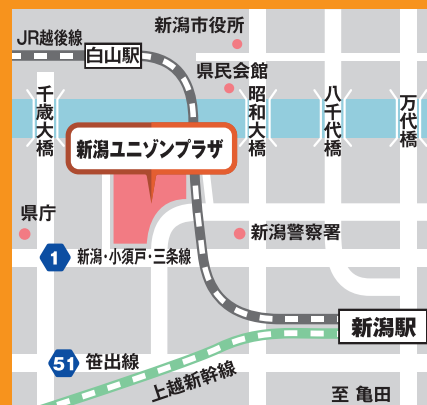 新潟市役所
JR越後線
白山駅
県民会館
千歳大橋
昭和大橋
八千代橋
万代橋
新潟ユニゾンプラザ
県庁
新潟警察署
1
新潟・小須戸・三条線
新潟駅
51
笹出線
上越新幹線
至 亀田